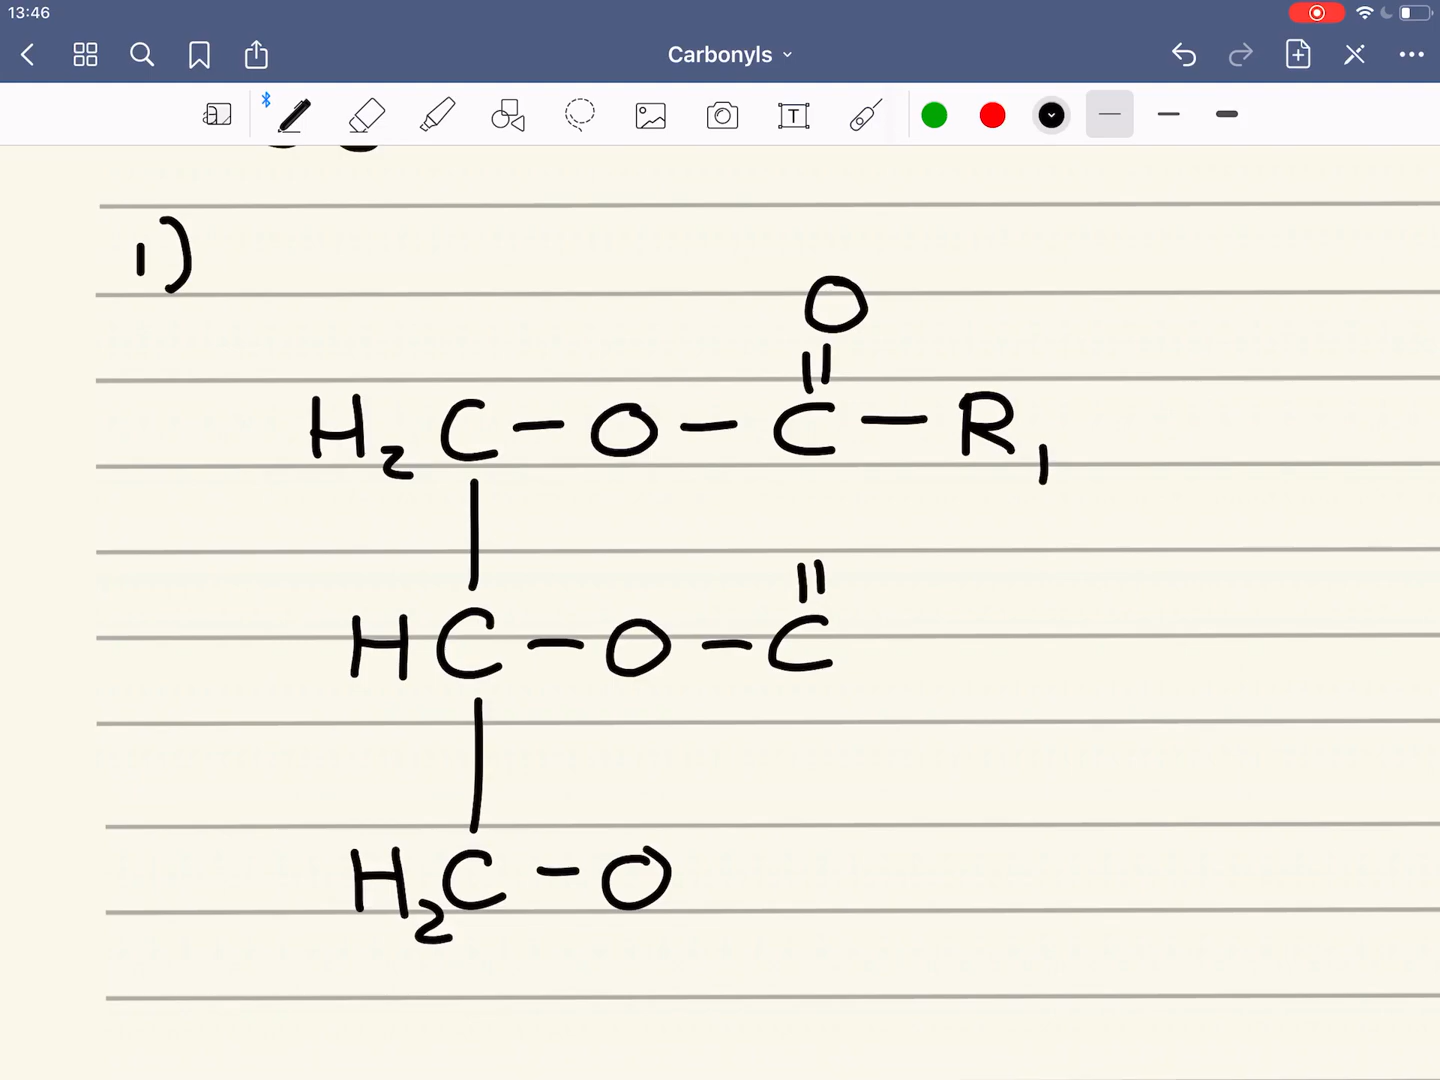 13:46
Carbonyls
T
1)
O
||
H₂C-O-C-R₁
|
||
HC-O-C
|
H₂C-O